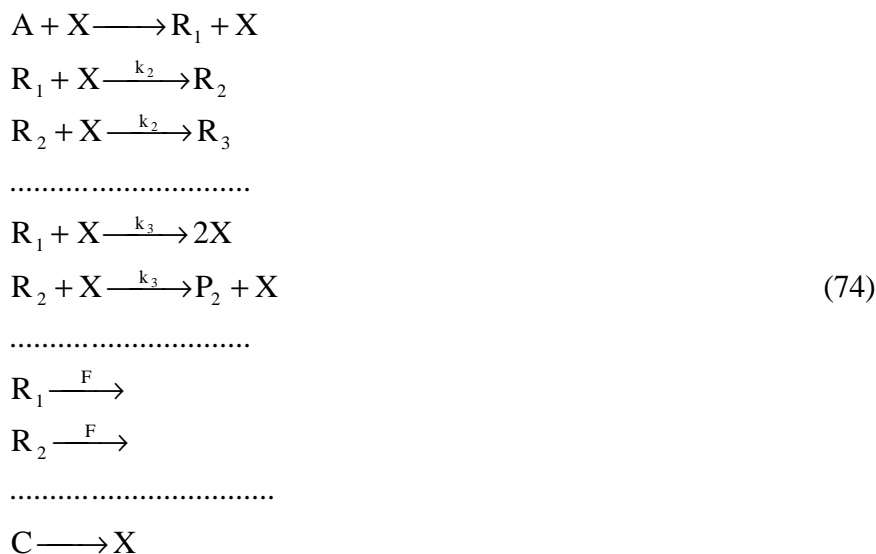 A + X ⟶ R₁ + X
R₁ + X —k₂→ R₂
R₂ + X —k₂→ R₃
..............................
R₁ + X —k₃→ 2X
R₂ + X —k₃→ P₂ + X (74)
..............................
R₁ —F→
R₂ —F→
.................................
C ⟶ X